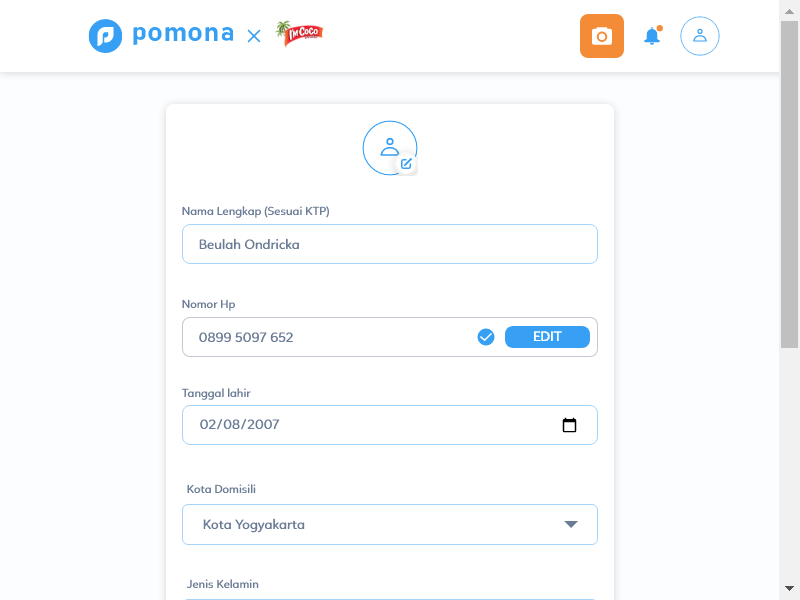 pomona
I'm Coco
Nama Lengkap (Sesuai KTP)
Beulah Ondricka
Nomor Hp
0899 5097 652
EDIT
Tanggal lahir
02/08/2007
Kota Domisili
Kota Yogyakarta
Jenis Kelamin